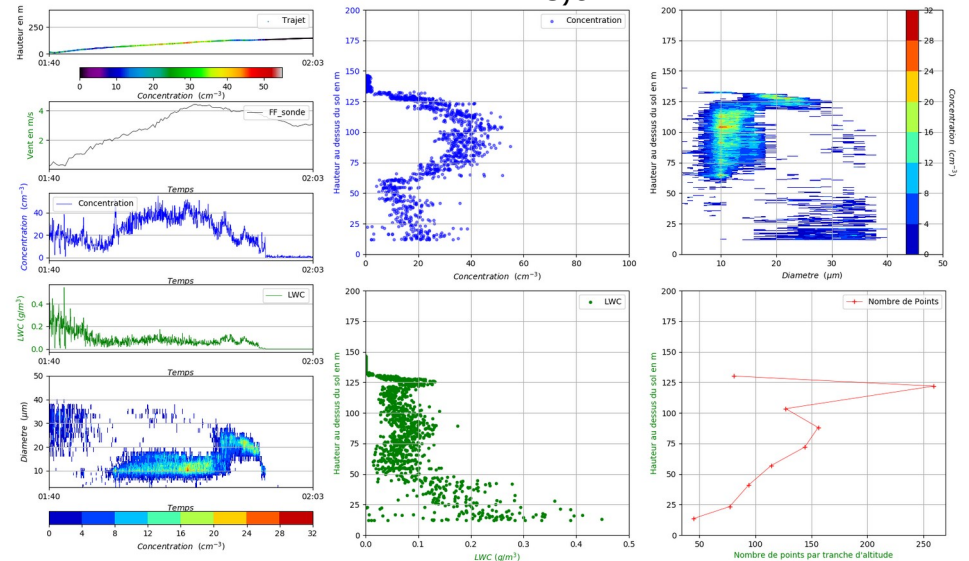 Hauteur en m
250
0
Trajet
01:40
02:03
0 10 20 30 40 50
Concentration (cm⁻³)
Vent en m/s
4
2
FF_sonde
01:40
02:03
Temps
Concentration (cm⁻³)
40
20
0
Concentration
01:40
02:03
Temps
LWC (g/m³)
0.4
0.2
0.0
LWC
01:40
02:03
Temps
Diametre (µm)
50
40
30
20
10
01:40
02:03
Temps
0 4 8 12 16 20 24 28 32
Concentration (cm⁻³)
Hauteur au dessus du sol en m
200
175
150
125
100
75
50
25
0
Concentration
0 20 40 60 80 100
Concentration (cm⁻³)
Hauteur au dessus du sol en m
200
175
150
125
100
75
50
25
0
LWC
0.0 0.1 0.2 0.3 0.4 0.5
LWC (g/m³)
Hauteur au dessus du sol en m
200
175
150
125
100
75
50
25
0
10 20 30 40 50
Diametre (µm)
32
28
24
20
16
12
8
4
0
Concentration (cm⁻³)
Hauteur au dessus du sol en m
200
175
150
125
100
75
50
25
0
Nombre de Points
50 100 150 200 250
Nombre de points par tranche d'altitude